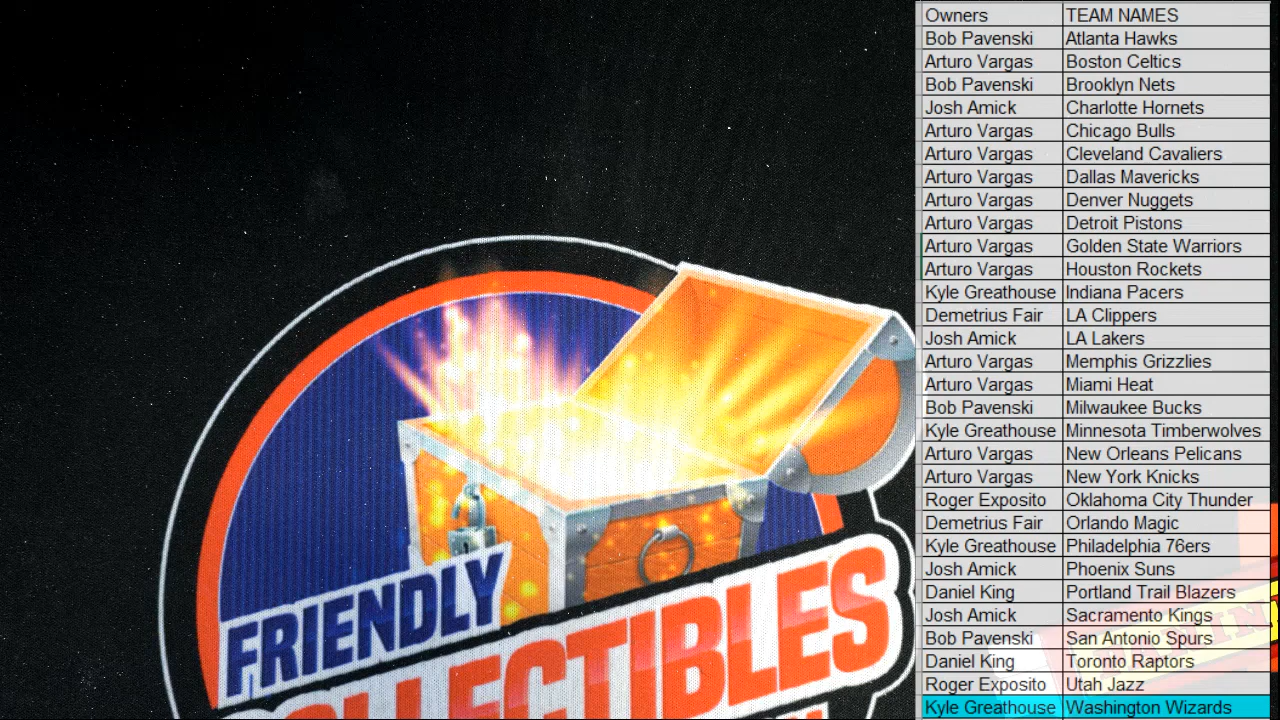 Owners TEAM NAMES
Bob Pavenski Atlanta Hawks
Arturo Vargas Boston Celtics
Bob Pavenski Brooklyn Nets
Josh Amick Charlotte Hornets
Arturo Vargas Chicago Bulls
Arturo Vargas Cleveland Cavaliers
Arturo Vargas Dallas Mavericks
Arturo Vargas Denver Nuggets
Arturo Vargas Detroit Pistons
Arturo Vargas Golden State Warriors
Arturo Vargas Houston Rockets
Kyle Greathouse Indiana Pacers
Demetrius Fair LA Clippers
Josh Amick LA Lakers
Arturo Vargas Memphis Grizzlies
Arturo Vargas Miami Heat
Bob Pavenski Milwaukee Bucks
Kyle Greathouse Minnesota Timberwolves
Arturo Vargas New Orleans Pelicans
Arturo Vargas New York Knicks
Roger Exposito Oklahoma City Thunder
Demetrius Fair Orlando Magic
Kyle Greathouse Philadelphia 76ers
Josh Amick Phoenix Suns
Daniel King Portland Trail Blazers
Josh Amick Sacramento Kings
Bob Pavenski San Antonio Spurs
Daniel King Toronto Raptors
Roger Exposito Utah Jazz
Kyle Greathouse Washington Wizards
FRIENDLY
COLLECTIBLES